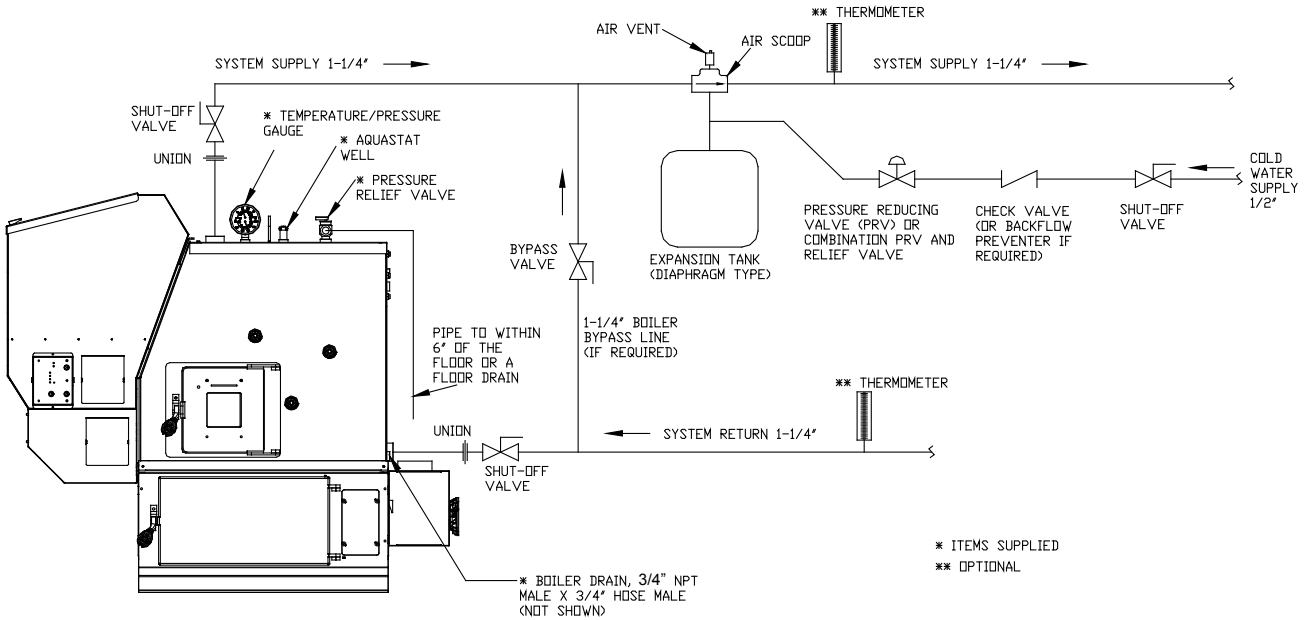 ** THERMOMETER
AIR VENT
AIR SCOOP
SYSTEM SUPPLY 1-1/4"
SYSTEM SUPPLY 1-1/4"
SHUT-OFF
VALVE
* TEMPERATURE/PRESSURE
GAUGE
* AQUASTAT
WELL
UNION
* PRESSURE
RELIEF VALVE
COLD
WATER
SUPPLY
1/2"
PRESSURE REDUCING
VALVE (PRV) OR
COMBINATION PRV AND
RELIEF VALVE
CHECK VALVE
(OR BACKFLOW
PREVENTER IF
REQUIRED)
SHUT-OFF
VALVE
BYPASS
VALVE
EXPANSION TANK
(DIAPHRAGM TYPE)
1-1/4" BOILER
BYPASS LINE
(IF REQUIRED)
PIPE TO WITHIN
6" OF THE
FLOOR OR A
FLOOR DRAIN
** THERMOMETER
UNION
SYSTEM RETURN 1-1/4"
SHUT-OFF
VALVE
* ITEMS SUPPLIED
** OPTIONAL
* BOILER DRAIN, 3/4" NPT
MALE X 3/4" HOSE MALE
(NOT SHOWN)